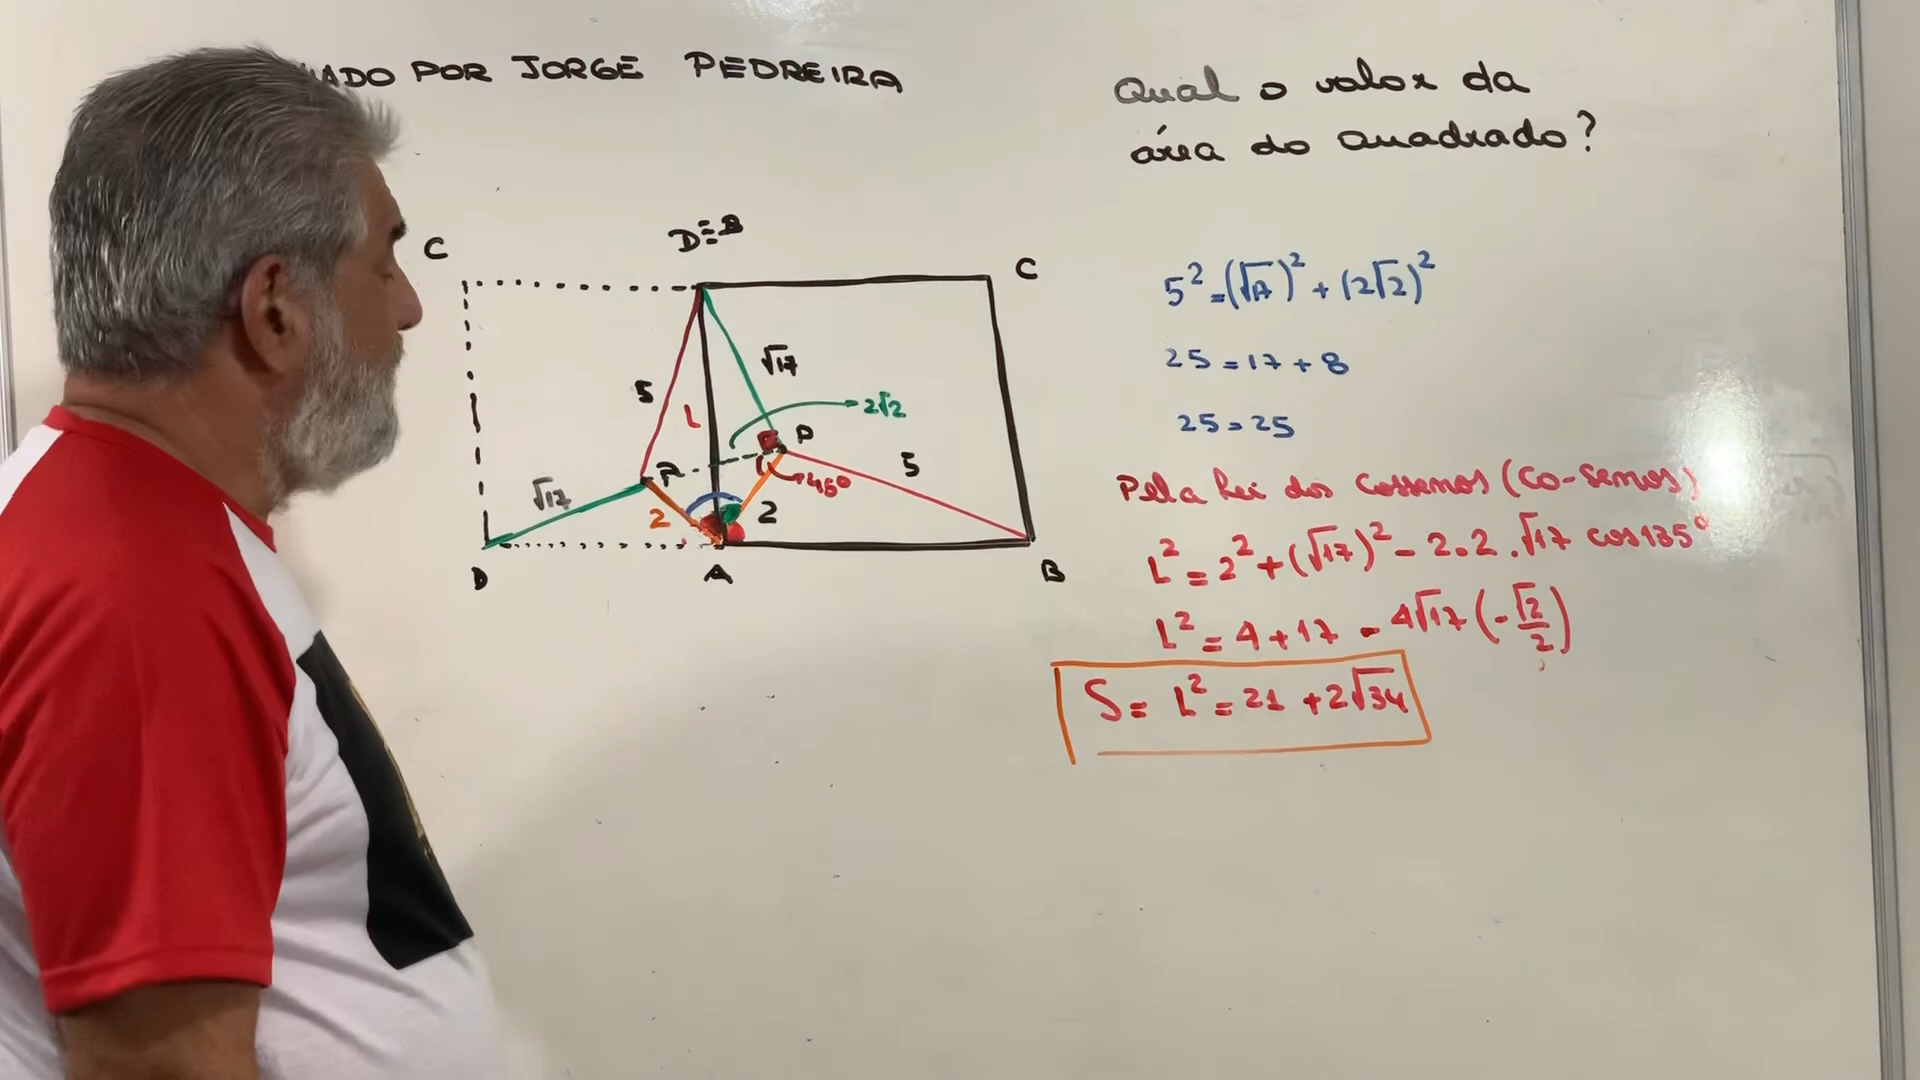 ADO POR JORGE PEDREIRA
Qual o valor da
área do quadrado?
C
D≡B
C
5
L
√17
2√2
P
P
45°
5
√17
2
2
D
A
B
5² = (√17)² + (2√2)²
25 = 17 + 8
25 = 25
Pela Lei dos Cossenos (co-senos)
L² = 2² + (√17)² - 2.2.√17 cos 135°
L² = 4 + 17 - 4√17 (-√2/2)
S = L² = 21 + 2√34